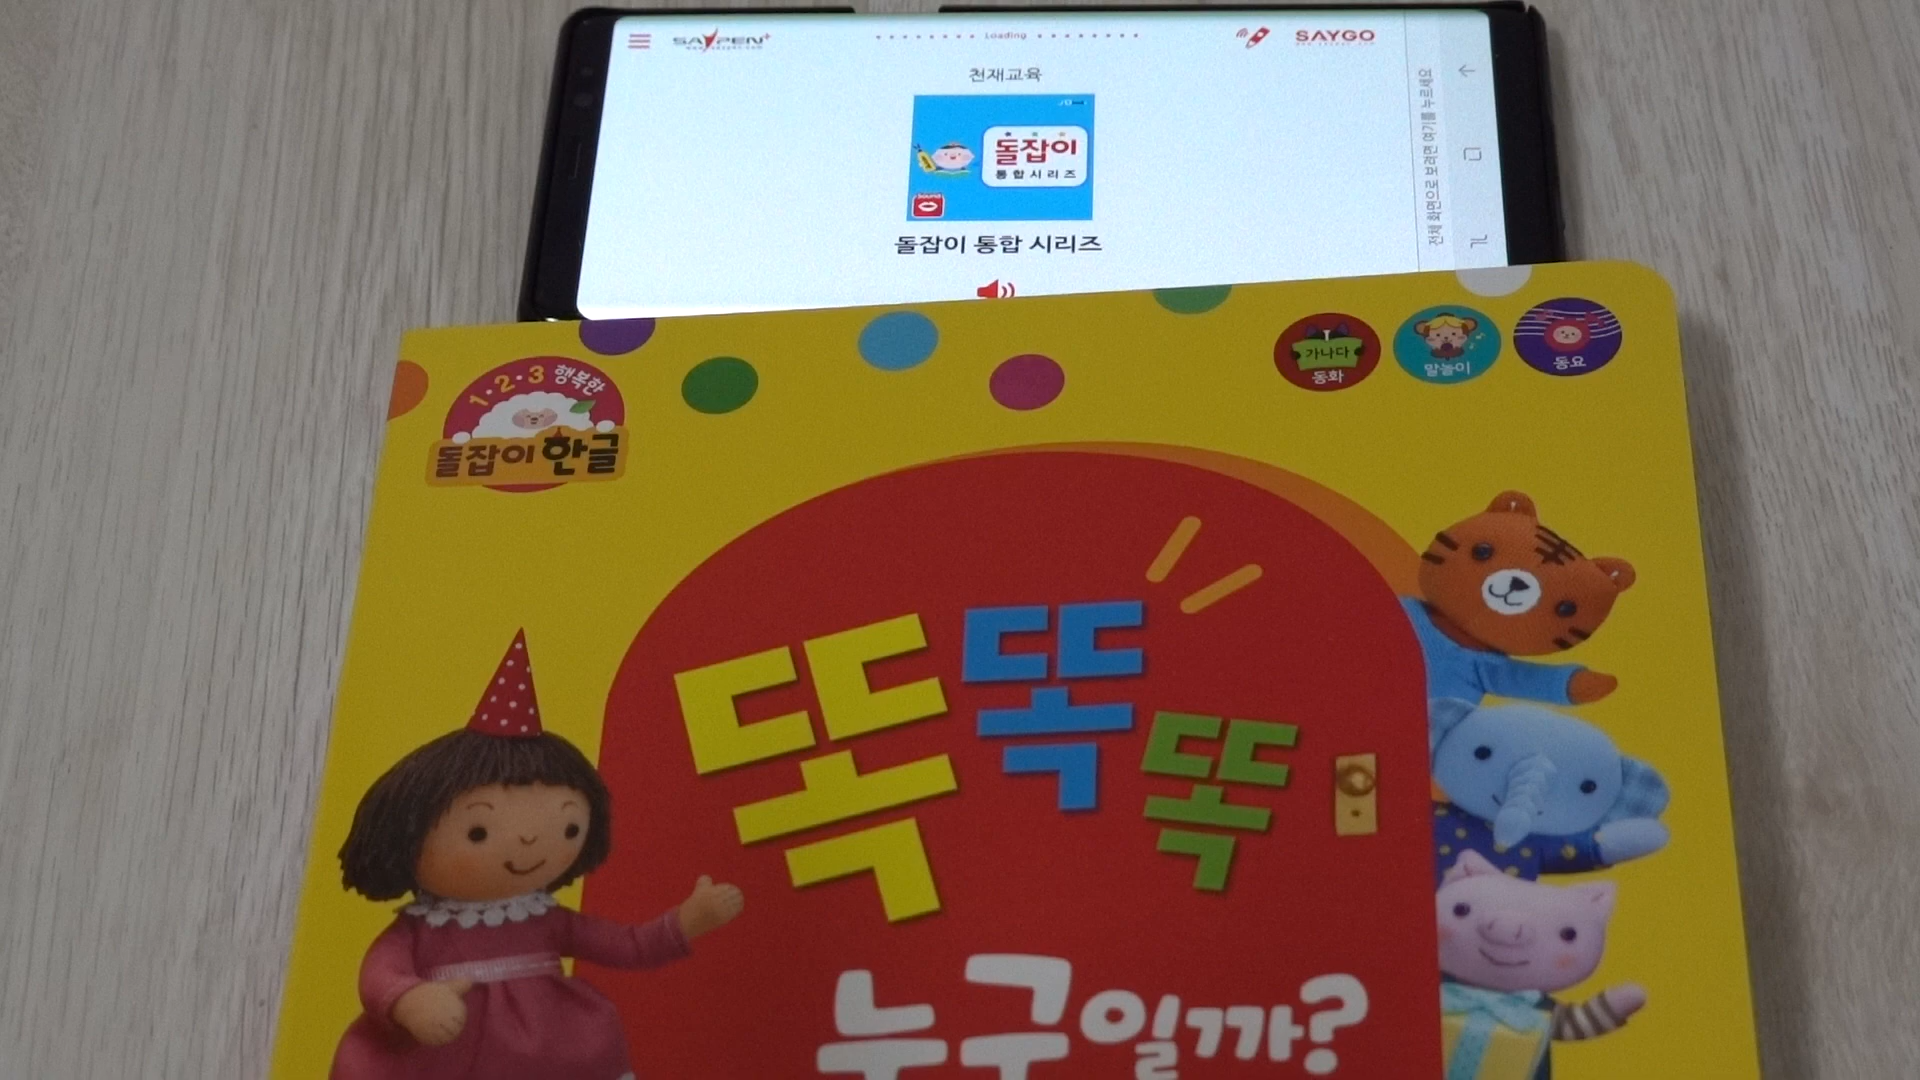 SAYPEN
Loading
SAYGO
천재교육
돌잡이
통합시리즈
sound
돌잡이 통합 시리즈
전체 화면으로 보려면 여기를 누르세요
1·2·3 행복한
돌잡이 한글
가나다
동화
말놀이
동요
똑똑똑
누구일까?